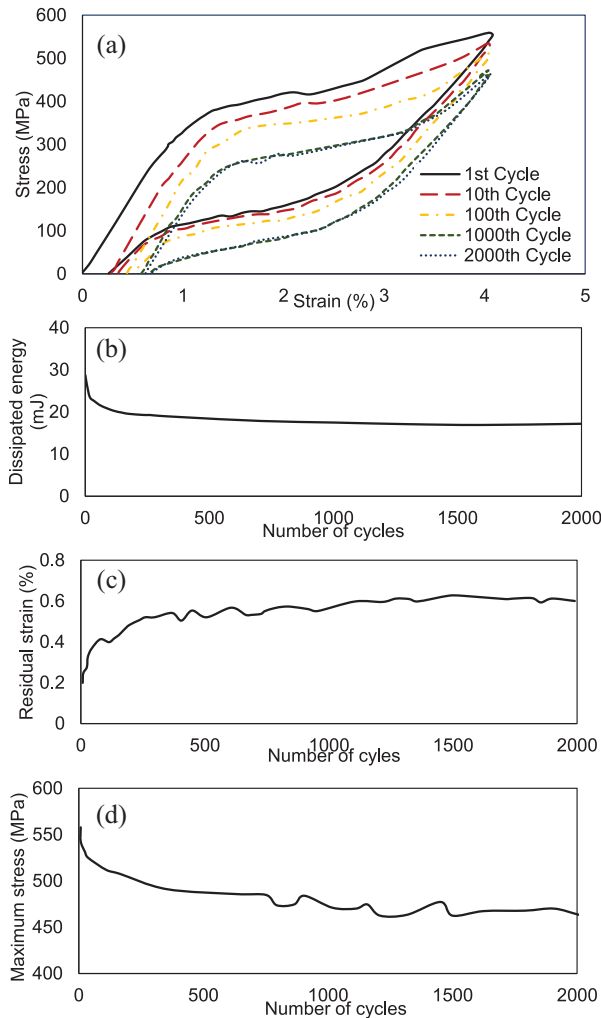 (a)
600
500
400
300
200
100
0
Stress (MPa)
1st Cycle
10th Cycle
100th Cycle
1000th Cycle
2000th Cycle
0 1 2 3 4 5
Strain (%)
(b)
40
30
20
10
0
Dissipated energy
(mJ)
0 500 1000 1500 2000
Number of cycles
(c)
0.8
0.6
0.4
0.2
0
Residual strain (%)
0 500 1000 1500 2000
Number of cyles
(d)
600
550
500
450
400
Maximum stress (MPa)
0 500 1000 1500 2000
Number of cycles